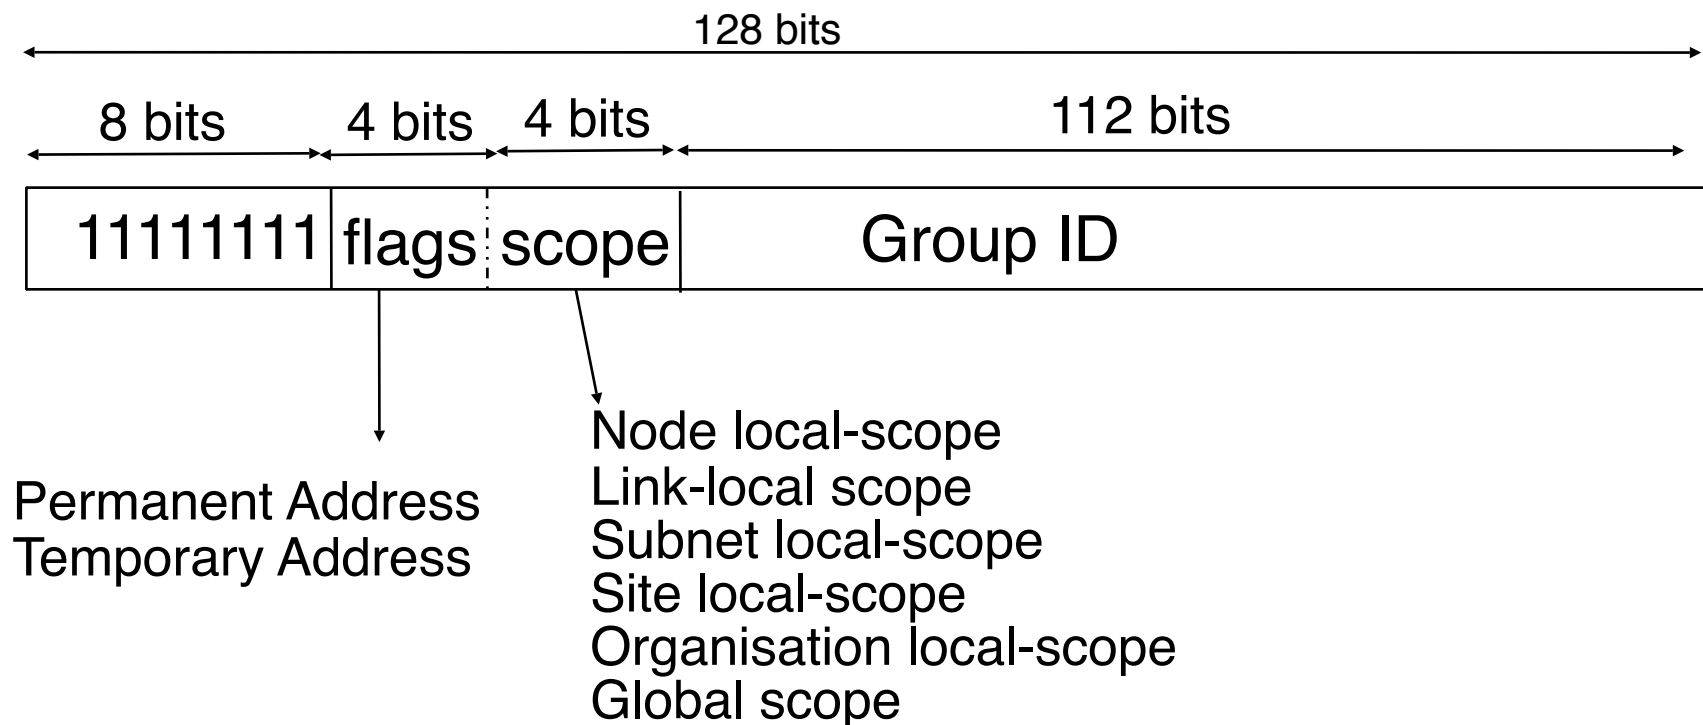 128 bits
8 bits 4 bits 4 bits 112 bits
11111111 flags scope Group ID
Permanent Address
Temporary Address
Node local-scope
Link-local scope
Subnet local-scope
Site local-scope
Organisation local-scope
Global scope